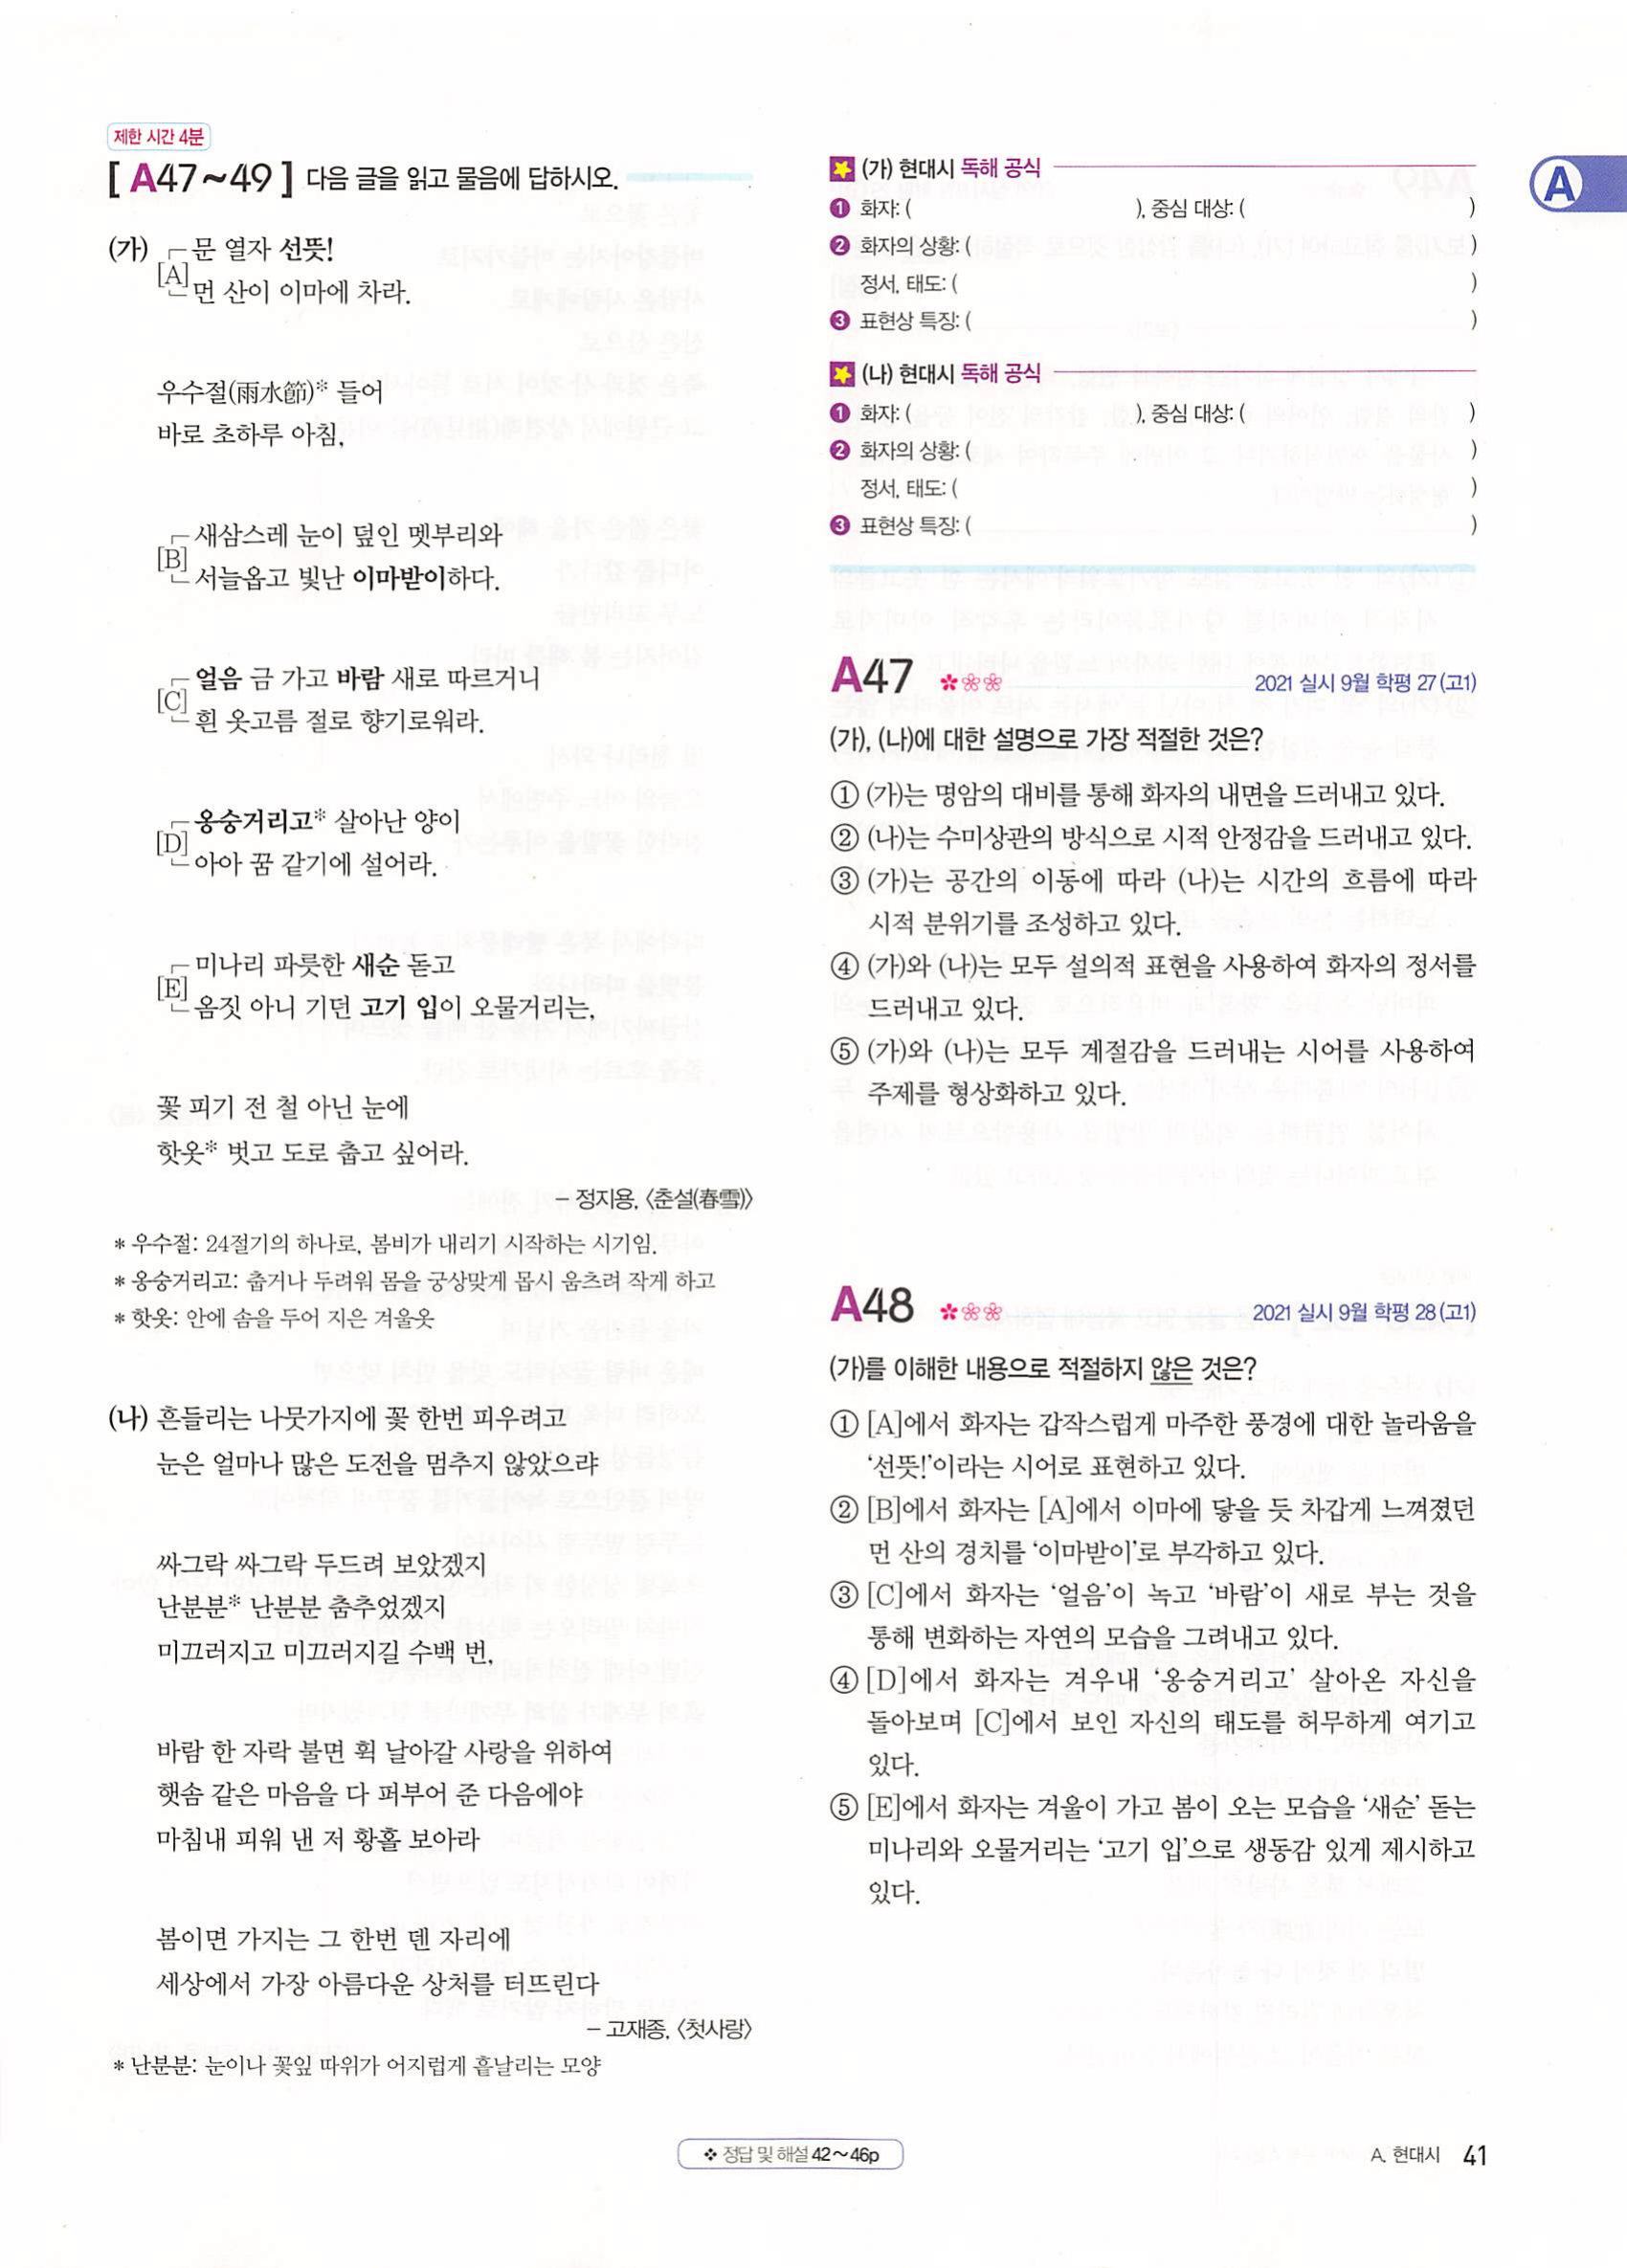 제한 시간 4분
[ A47~49 ] 다음 글을 읽고 물음에 답하시오.
(가)
[A]
문 열자 선뜻!
먼 산이 이마에 차라.
우수절(雨水節)* 들어
바로 초하루 아침,
[B]
새삼스레 눈이 덮인 멧부리와
서늘옵고 빛난 이마받이하다.
[C]
얼음 금 가고 바람 새로 따르거니
흰 옷고름 절로 향기로워라.
[D]
옹숭거리고* 살아난 양이
아아 꿈 같기에 설어라.
[E]
미나리 파릇한 새순 돋고
옴짓 아니 기던 고기 입이 오물거리는,
꽃 피기 전 철 아닌 눈에
핫옷* 벗고 도로 춥고 싶어라.
– 정지용, 〈춘설(春雪)〉
* 우수절: 24절기의 하나로, 봄비가 내리기 시작하는 시기임.
* 옹숭거리고: 춥거나 두려워 몸을 궁상맞게 몹시 움츠려 작게 하고
* 핫옷: 안에 솜을 두어 지은 겨울옷
(나) 흔들리는 나뭇가지에 꽃 한번 피우려고
눈은 얼마나 많은 도전을 멈추지 않았으랴
싸그락 싸그락 두드려 보았겠지
난분분* 난분분 춤추었겠지
미끄러지고 미끄러지길 수백 번,
바람 한 자락 불면 휙 날아갈 사랑을 위하여
햇솜 같은 마음을 다 퍼부어 준 다음에야
마침내 피워 낸 저 황홀 보아라
봄이면 가지는 그 한번 덴 자리에
세상에서 가장 아름다운 상처를 터뜨린다
– 고재종, 〈첫사랑〉
* 난분분: 눈이나 꽃잎 따위가 어지럽게 흩날리는 모양
(가) 현대시 독해 공식
❶ 화자: ( ), 중심 대상: ( )
❷ 화자의 상황: ( )
정서, 태도: ( )
❸ 표현상 특징: ( )
(나) 현대시 독해 공식
❶ 화자: ( ), 중심 대상: ( )
❷ 화자의 상황: ( )
정서, 태도: ( )
❸ 표현상 특징: ( )
A47 2021 실시 9월 학평 27(고1)
(가), (나)에 대한 설명으로 가장 적절한 것은?
① (가)는 명암의 대비를 통해 화자의 내면을 드러내고 있다.
② (나)는 수미상관의 방식으로 시적 안정감을 드러내고 있다.
③ (가)는 공간의 이동에 따라 (나)는 시간의 흐름에 따라
시적 분위기를 조성하고 있다.
④ (가)와 (나)는 모두 설의적 표현을 사용하여 화자의 정서를
드러내고 있다.
⑤ (가)와 (나)는 모두 계절감을 드러내는 시어를 사용하여
주제를 형상화하고 있다.
A48 2021 실시 9월 학평 28(고1)
(가)를 이해한 내용으로 적절하지 않은 것은?
① [A]에서 화자는 갑작스럽게 마주한 풍경에 대한 놀라움을
‘선뜻!’이라는 시어로 표현하고 있다.
② [B]에서 화자는 [A]에서 이마에 닿을 듯 차갑게 느껴졌던
먼 산의 경치를 ‘이마받이’로 부각하고 있다.
③ [C]에서 화자는 ‘얼음’이 녹고 ‘바람’이 새로 부는 것을
통해 변화하는 자연의 모습을 그려내고 있다.
④ [D]에서 화자는 겨우내 ‘옹숭거리고’ 살아온 자신을
돌아보며 [C]에서 보인 자신의 태도를 허무하게 여기고
있다.
⑤ [E]에서 화자는 겨울이 가고 봄이 오는 모습을 ‘새순’ 돋는
미나리와 오물거리는 ‘고기 입’으로 생동감 있게 제시하고
있다.
A
❖ 정답 및 해설 42~46p
A. 현대시 41